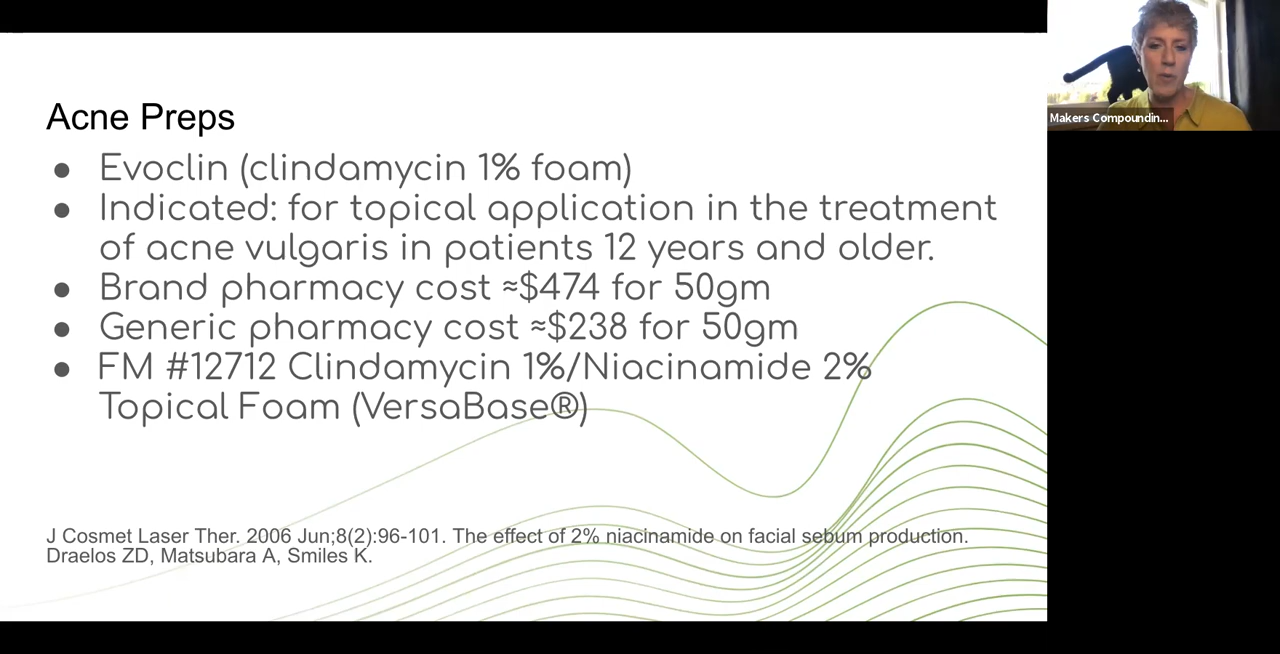 Acne Preps
● Evoclin (clindamycin 1% foam)
● Indicated: for topical application in the treatment
of acne vulgaris in patients 12 years and older.
● Brand pharmacy cost ≈$474 for 50gm
● Generic pharmacy cost ≈$238 for 50gm
● FM #12712 Clindamycin 1%/Niacinamide 2%
Topical Foam (VersaBase®)
J Cosmet Laser Ther. 2006 Jun;8(2):96-101. The effect of 2% niacinamide on facial sebum production.
Draelos ZD, Matsubara A, Smiles K.
Makers Compoundin...